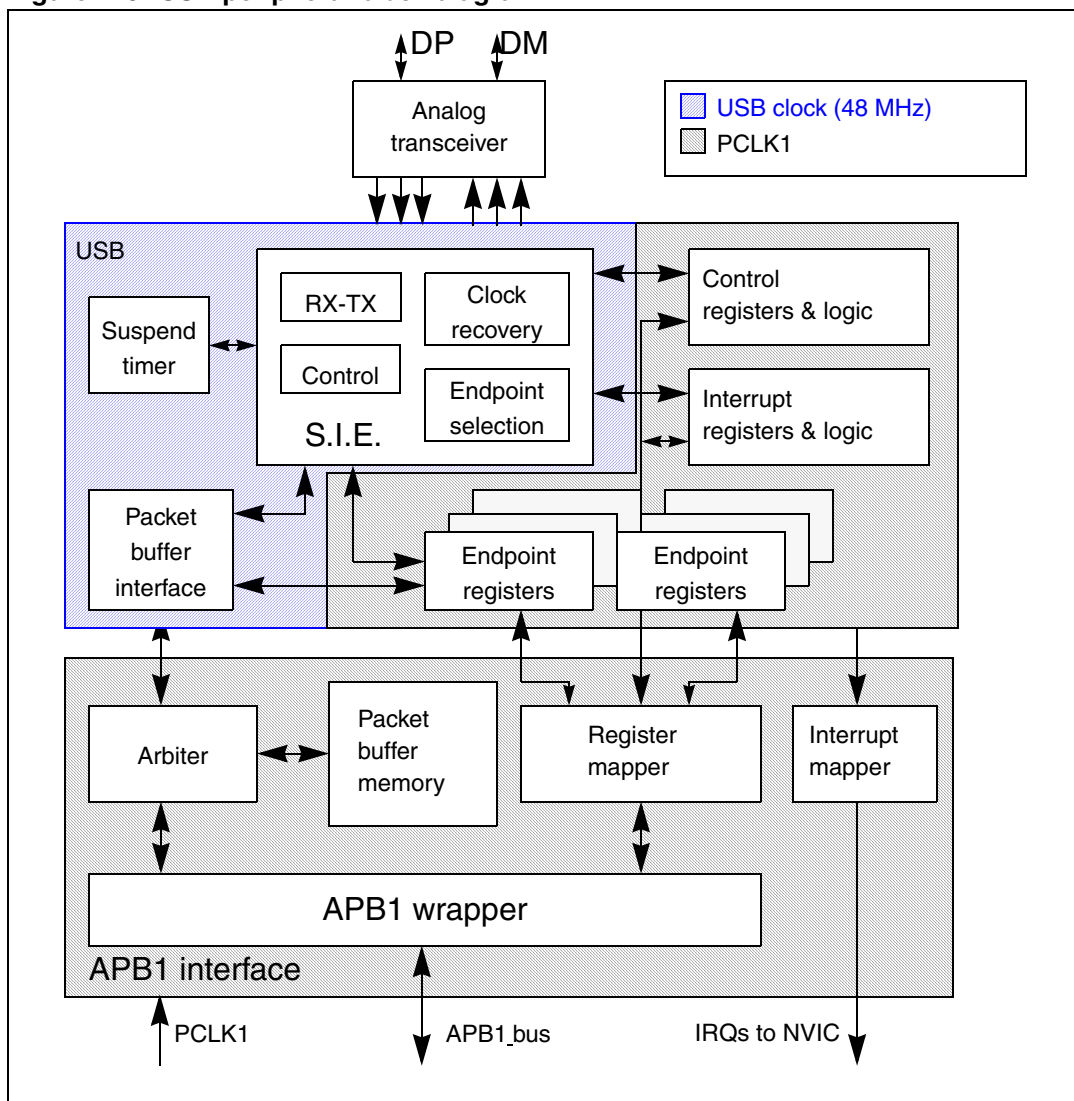 DP DM
Analog
transceiver
USB clock (48 MHz)
PCLK1
USB
Suspend
timer
RX-TX
Control
Clock
recovery
Endpoint
selection
S.I.E.
Control
registers & logic
Interrupt
registers & logic
Packet
buffer
interface
Endpoint
registers
Endpoint
registers
Arbiter
Packet
buffer
memory
Register
mapper
Interrupt
mapper
APB1 wrapper
APB1 interface
PCLK1
APB1_bus
IRQs to NVIC